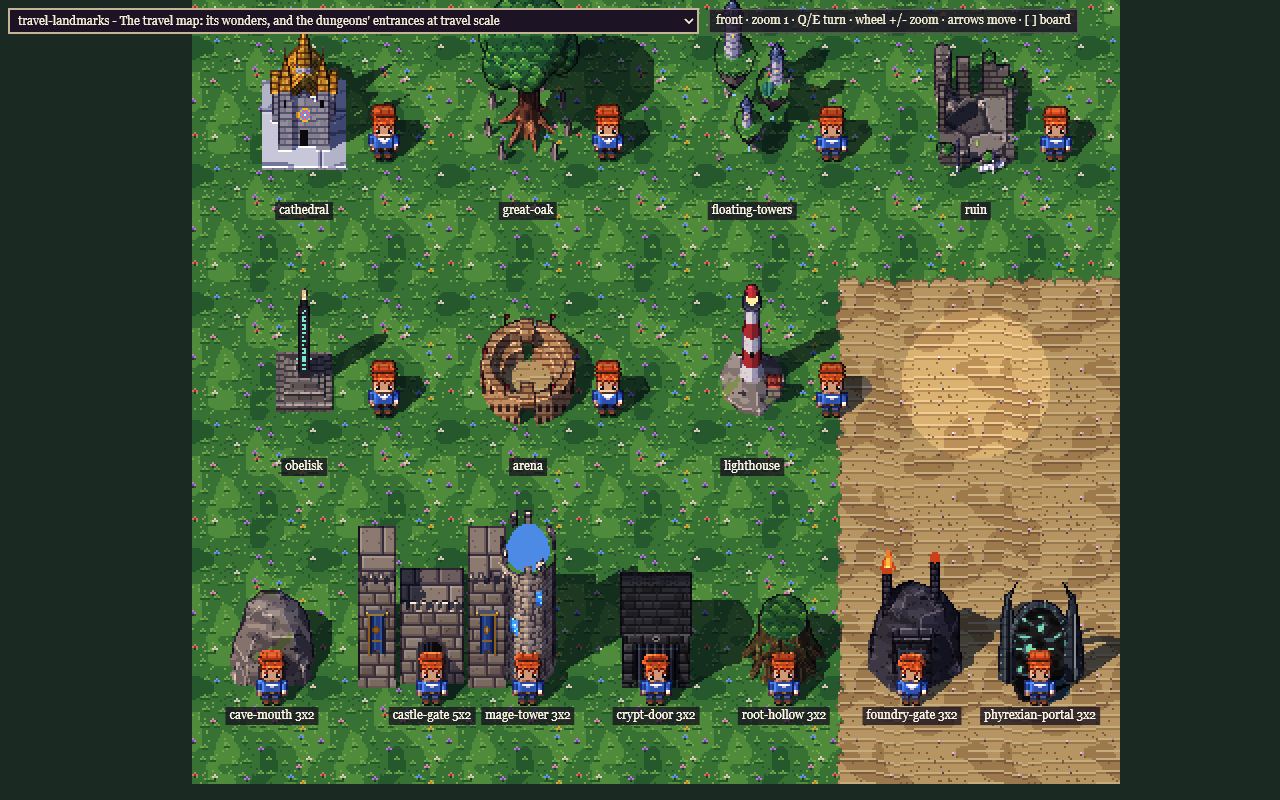 travel-landmarks - The travel map: its wonders, and the dungeons' entrances at travel scale
front · zoom 1 · Q/E turn · wheel +/- zoom · arrows move · [ ] board
cathedral
great-oak
floating-towers
ruin
obelisk
arena
lighthouse
cave-mouth 3x2
castle-gate 5x2
mage-tower 3x2
crypt-door 3x2
root-hollow 3x2
foundry-gate 3x2
phyrexian-portal 3x2